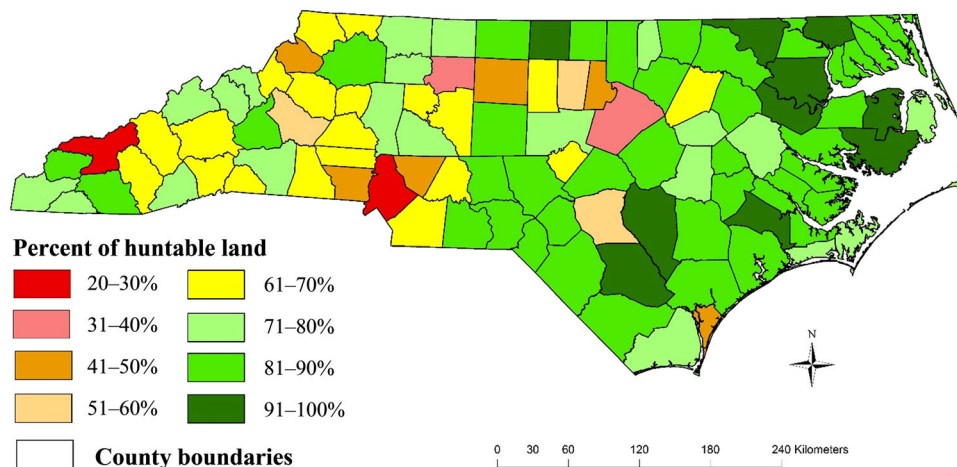 Percent of huntable land
20–30%
31–40%
41–50%
51–60%
61–70%
71–80%
81–90%
91–100%
County boundaries
N
0 30 60 120 180 240 Kilometers